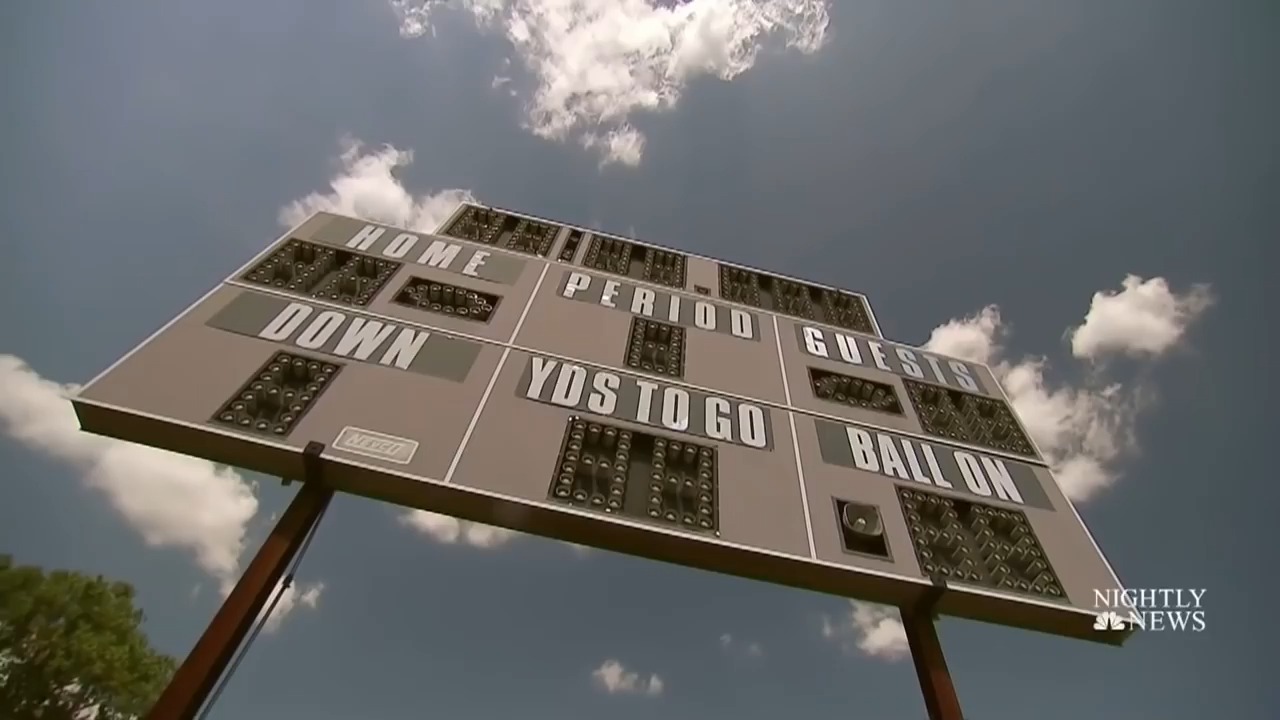 HOME
PERIOD
GUESTS
DOWN
YDS TO GO
BALL ON
NIGHTLY
NEWS